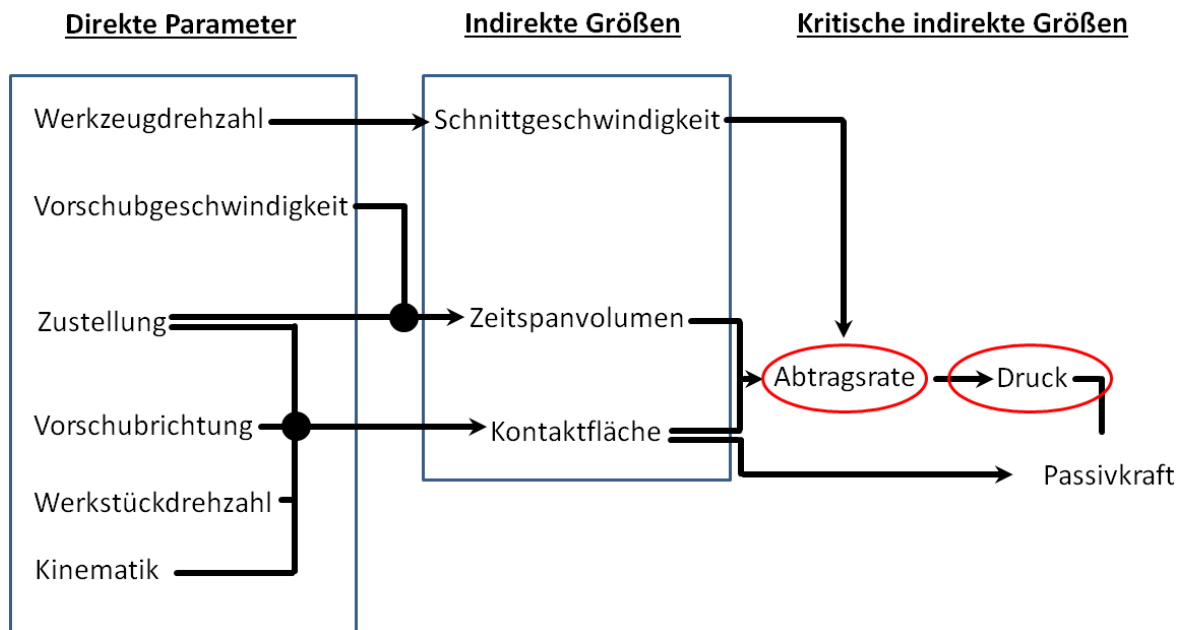 Direkte Parameter
Indirekte Größen
Kritische indirekte Größen
Werkzeugdrehzahl
Schnittgeschwindigkeit
Vorschubgeschwindigkeit
Zustellung
Zeitspanvolumen
Abtragsrate
Druck
Vorschubrichtung
Kontaktfläche
Passivkraft
Werkstückdrehzahl
Kinematik